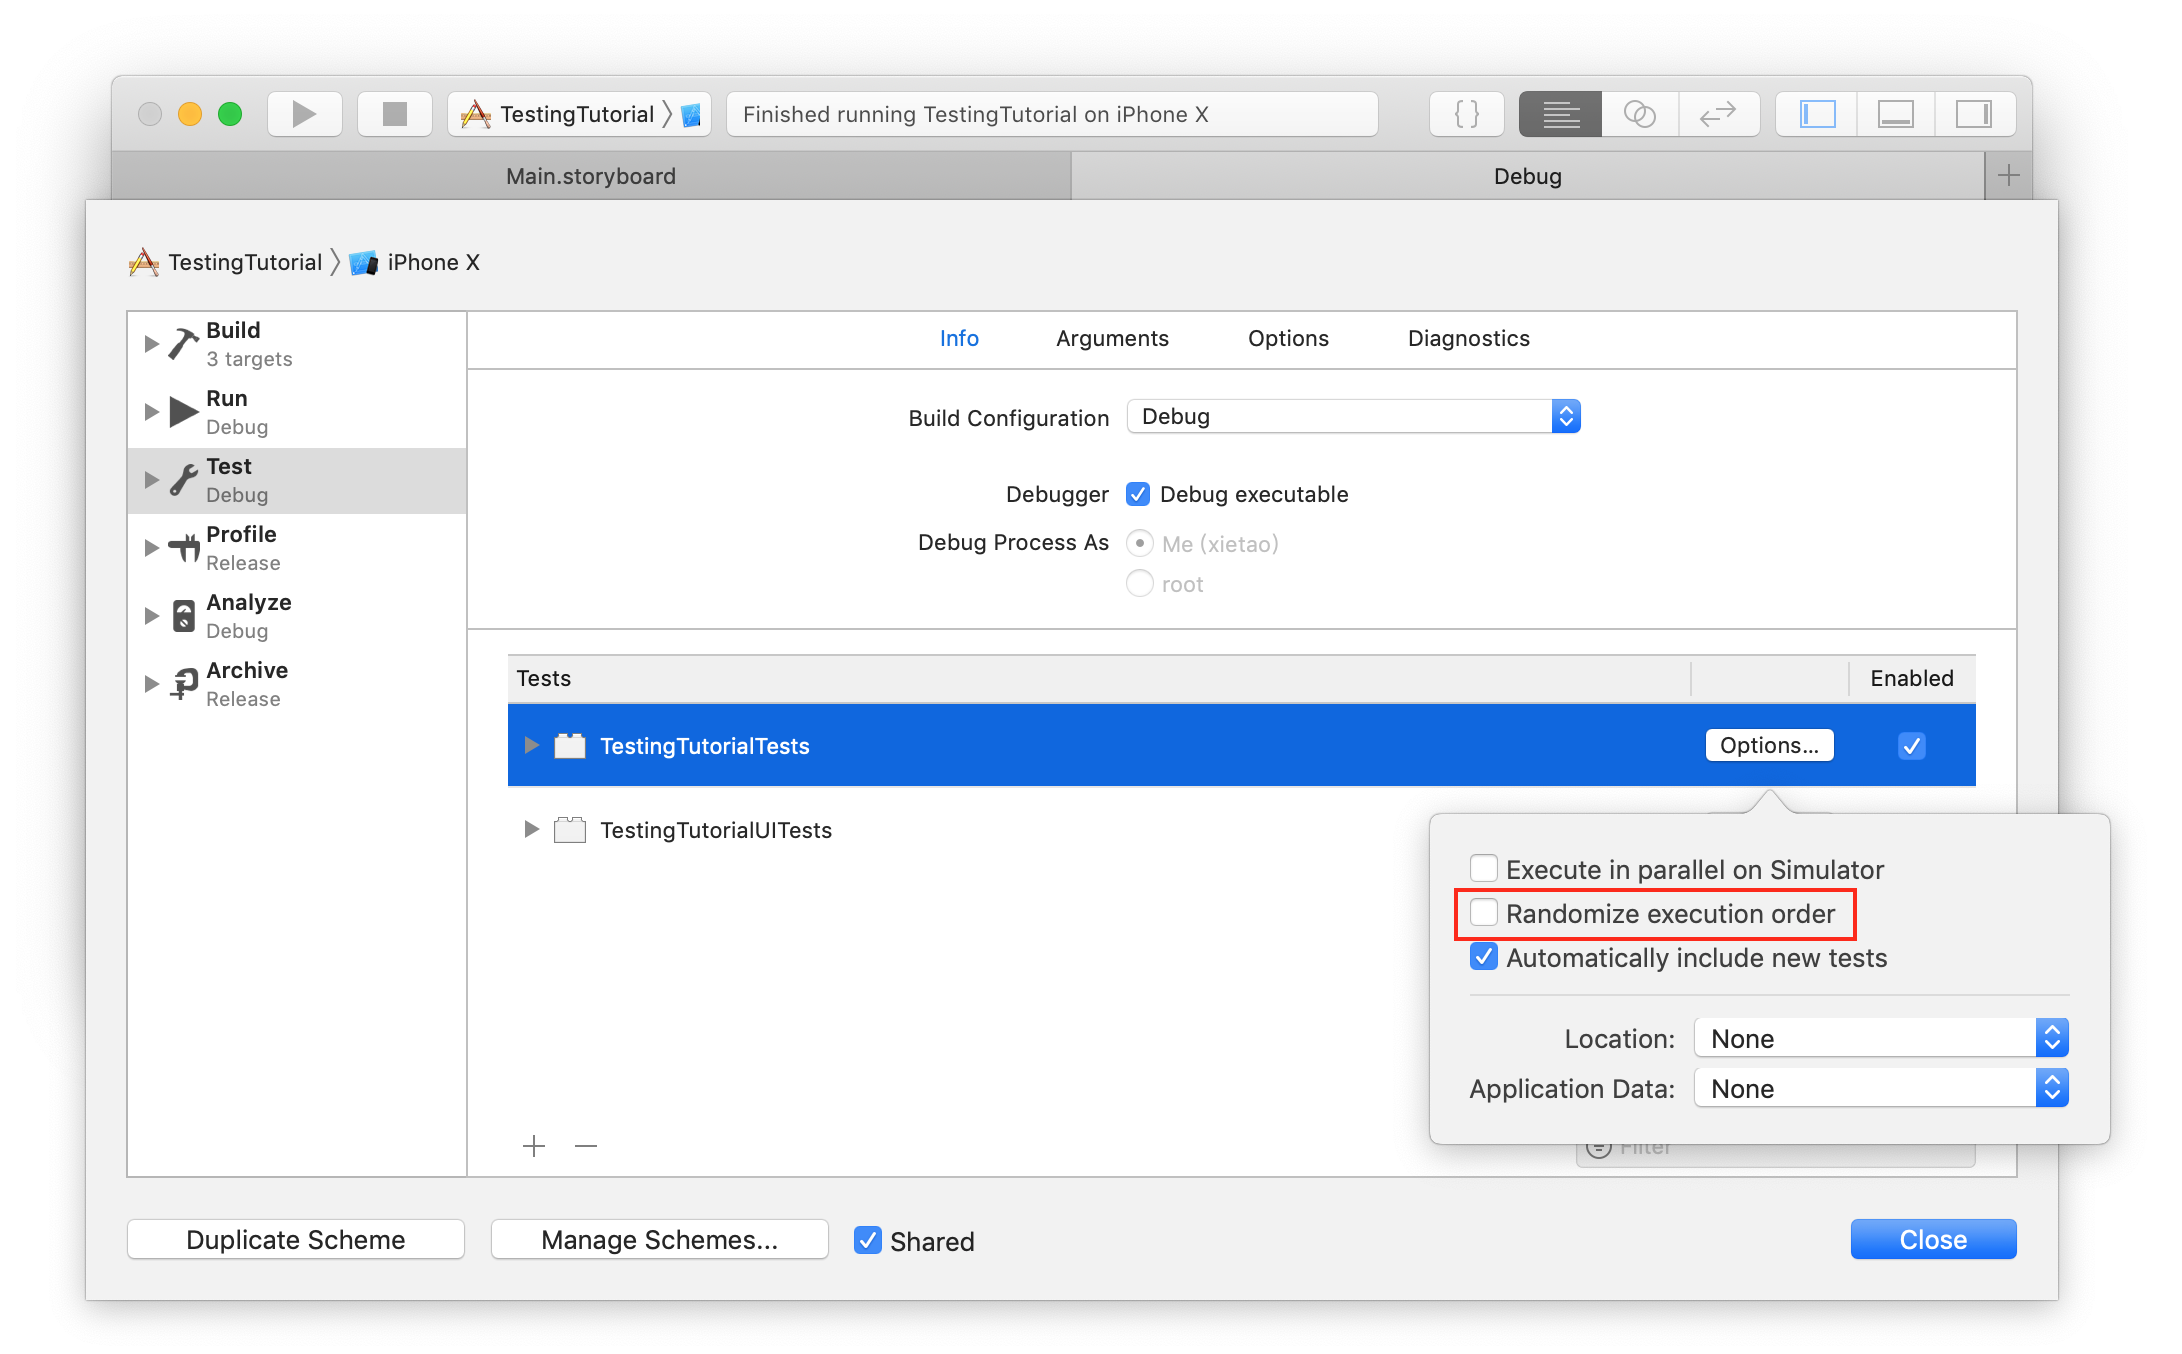 TestingTutorial
Finished running TestingTutorial on iPhone X
Main.storyboard
Debug
TestingTutorial
iPhone X
Build
3 targets
Run
Debug
Test
Debug
Profile
Release
Analyze
Debug
Archive
Release
Info
Arguments
Options
Diagnostics
Build Configuration
Debug
Debugger
Debug executable
Debug Process As
Me (xietao)
root
Tests
Enabled
TestingTutorialTests
Options...
TestingTutorialUITests
Execute in parallel on Simulator
Randomize execution order
Automatically include new tests
Location:
None
Application Data:
None
Filter
Duplicate Scheme
Manage Schemes...
Shared
Close